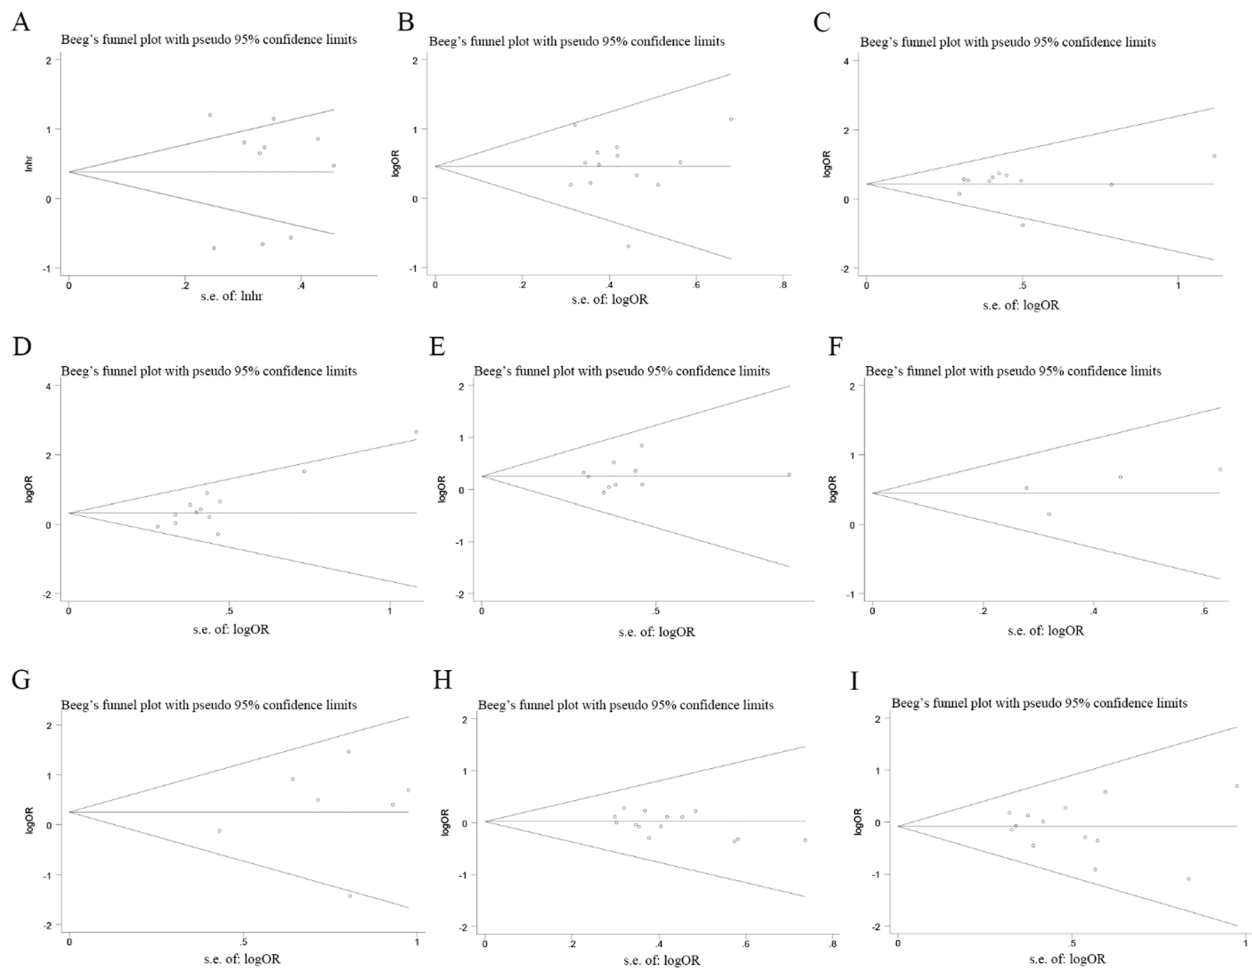 A
Beeg's funnel plot with pseudo 95% confidence limits
2
1
0
-1
lnhr
0
.2
.4
s.e. of: lnhr
B
Beeg's funnel plot with pseudo 95% confidence limits
2
1
0
-1
logOR
0
.2
.4
.6
.8
s.e. of: logOR
C
Beeg's funnel plot with pseudo 95% confidence limits
4
2
0
-2
logOR
0
.5
1
s.e. of: logOR
D
Beeg's funnel plot with pseudo 95% confidence limits
4
2
0
-2
logOR
0
.5
1
s.e. of: logOR
E
Beeg's funnel plot with pseudo 95% confidence limits
2
1
0
-1
-2
logOR
0
.5
s.e. of: logOR
F
Beeg's funnel plot with pseudo 95% confidence limits
2
1
0
-1
logOR
0
.2
.4
.6
s.e. of: logOR
G
Beeg's funnel plot with pseudo 95% confidence limits
2
1
0
-1
-2
logOR
0
.5
1
s.e. of: logOR
H
Beeg's funnel plot with pseudo 95% confidence limits
2
1
0
-1
-2
logOR
0
.2
.4
.6
.8
s.e. of: logOR
I
Beeg's funnel plot with pseudo 95% confidence limits
2
1
0
-1
-2
logOR
0
.5
1
s.e. of: logOR